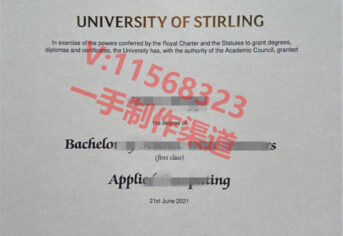 UNIVERSITY OF STIRLING
In exercise of the powers conferred by the Royal Charter and the Statutes to grant degrees,
diplomas and certificates, the University has, with the authority of the Academic Council, granted
V:11568323
一手制作渠道
the degree of
Bachelor
(first class)
Applied Computing
21st June 2021